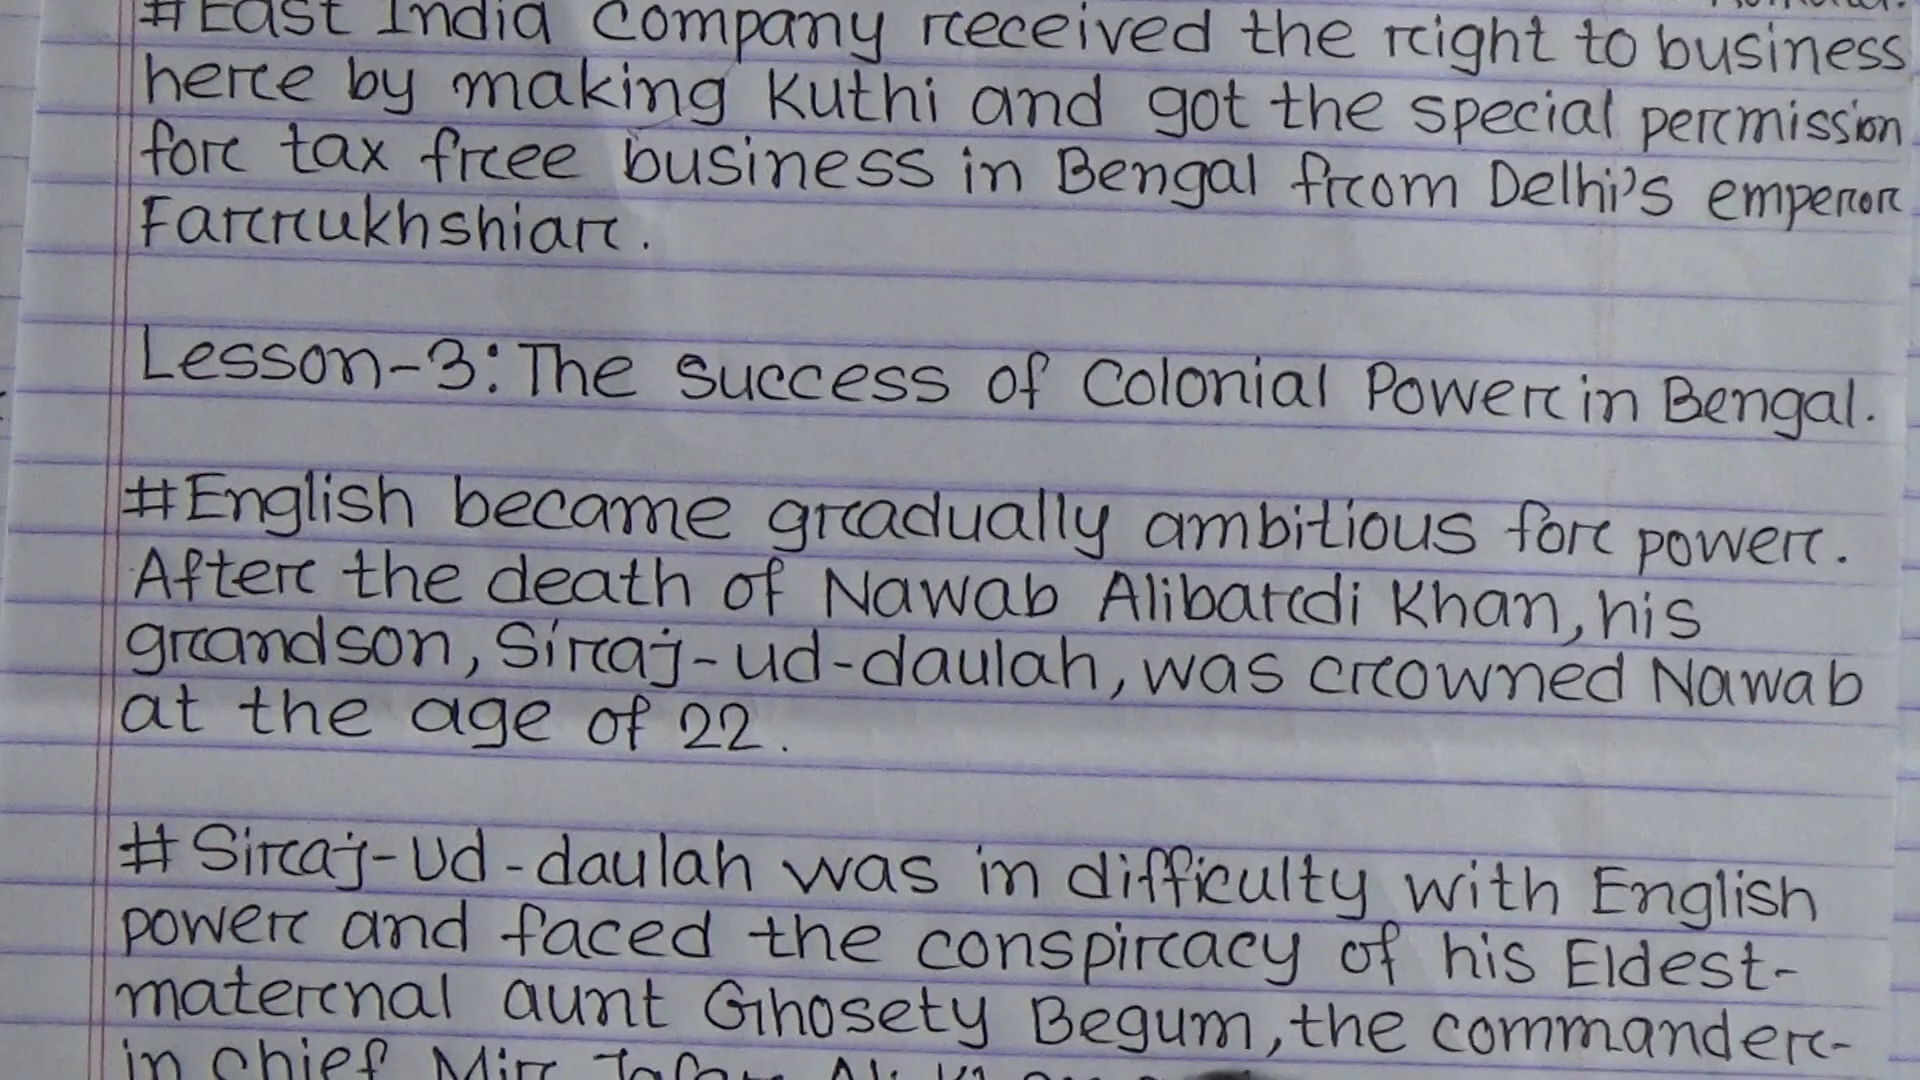 #East India Company received the right to business
here by making Kuthi and got the special permission
for tax free business in Bengal from Delhi's emperor
Farrukhshiar.
Lesson-3: The Success of Colonial Power in Bengal.
#English became gradually ambitious for power.
After the death of Nawab Alibardi Khan, his
grandson, Siraj-ud-daulah, was crowned Nawab
at the age of 22.
#Siraj-Ud-daulah was in difficulty with English
power and faced the conspiracy of his Eldest-
maternal aunt Ghosety Begum, the commander-
in chief Mir Jafar Ali